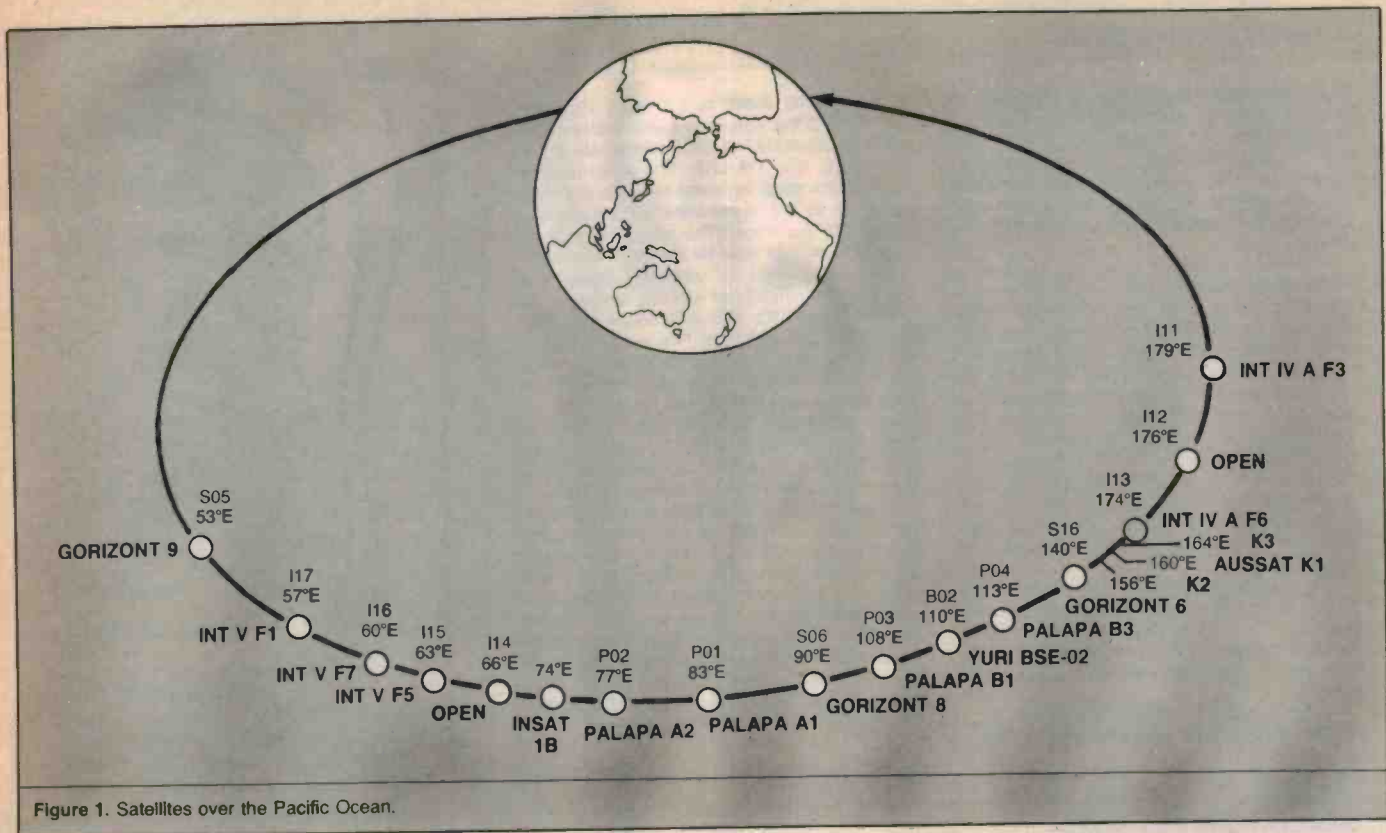 I11
179°E
INT IV A F3
I12
176°E
OPEN
I13
174°E
INT IV A F6
164°E K3
160°E AUSSAT K1
156°E K2
S16
140°E
GORIZONT 6
P04
113°E
PALAPA B3
B02
110°E
YURI BSE-02
P03
108°E
PALAPA B1
S06
90°E
GORIZONT 8
P01
83°E
PALAPA A1
P02
77°E
PALAPA A2
74°E
INSAT
1B
I14
66°E
OPEN
I15
63°E
INT V F5
I16
60°E
INT V F7
I17
57°E
INT V F1
S05
53°E
GORIZONT 9
Figure 1. Satellites over the Pacific Ocean.